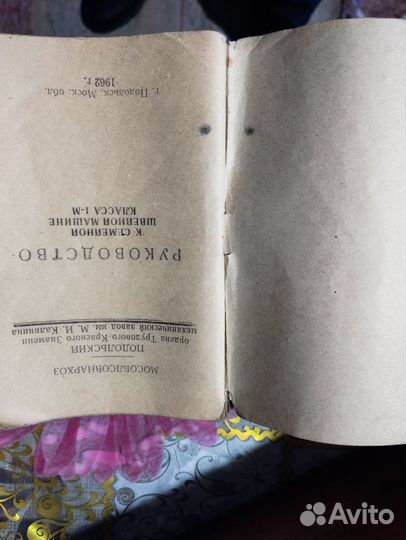 МОСОБЛСОВНАРХОЗ
ПОДОЛЬСКИЙ
ордена Трудового Красного Знамени
механический завод им. М. И. Калинина
РУКОВОДСТВО
К СЕМЕЙНОЙ
ШВЕЙНОЙ МАШИНЕ
КЛАССА 1-М
г. Подольск, Моск. обл.
1962 г.
Avito